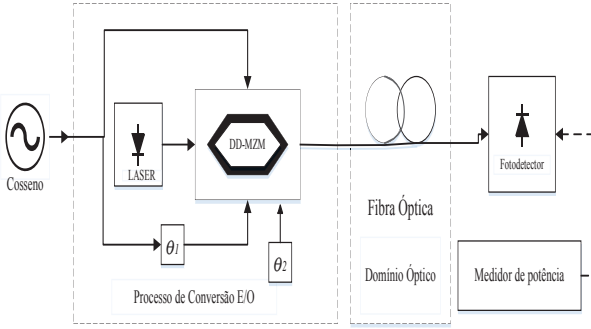 Cosseno
LASER
DD-MZM
θ1
θ2
Processo de Conversão E/O
Fibra Óptica
Domínio Óptico
Fotodetector
Medidor de potência